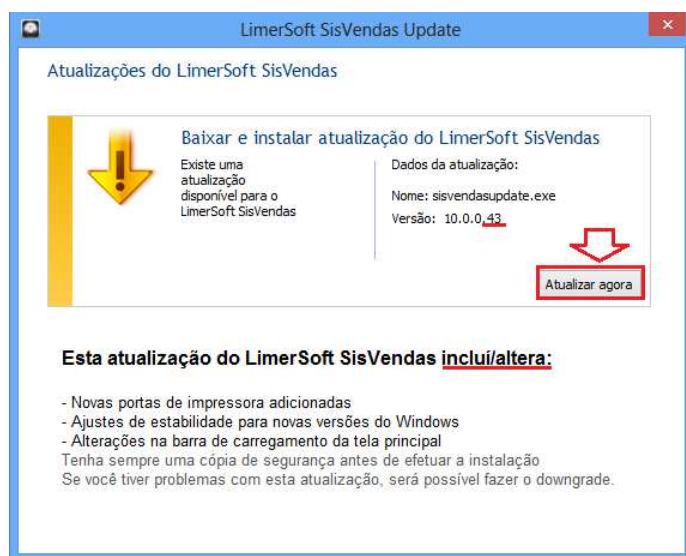 LimerSoft SisVendas Update
Atualizações do LimerSoft SisVendas
Baixar e instalar atualização do LimerSoft SisVendas
Existe uma
atualização
disponível para o
LimerSoft SisVendas
Dados da atualização:
Nome: sisvendasupdate.exe
Versão: 10.0.0.43
Atualizar agora
Esta atualização do LimerSoft SisVendas incluí/altera:
- Novas portas de impressora adicionadas
- Ajustes de estabilidade para novas versões do Windows
- Alterações na barra de carregamento da tela principal
Tenha sempre uma cópia de segurança antes de efetuar a instalação
Se você tiver problemas com esta atualização, será possível fazer o downgrade.